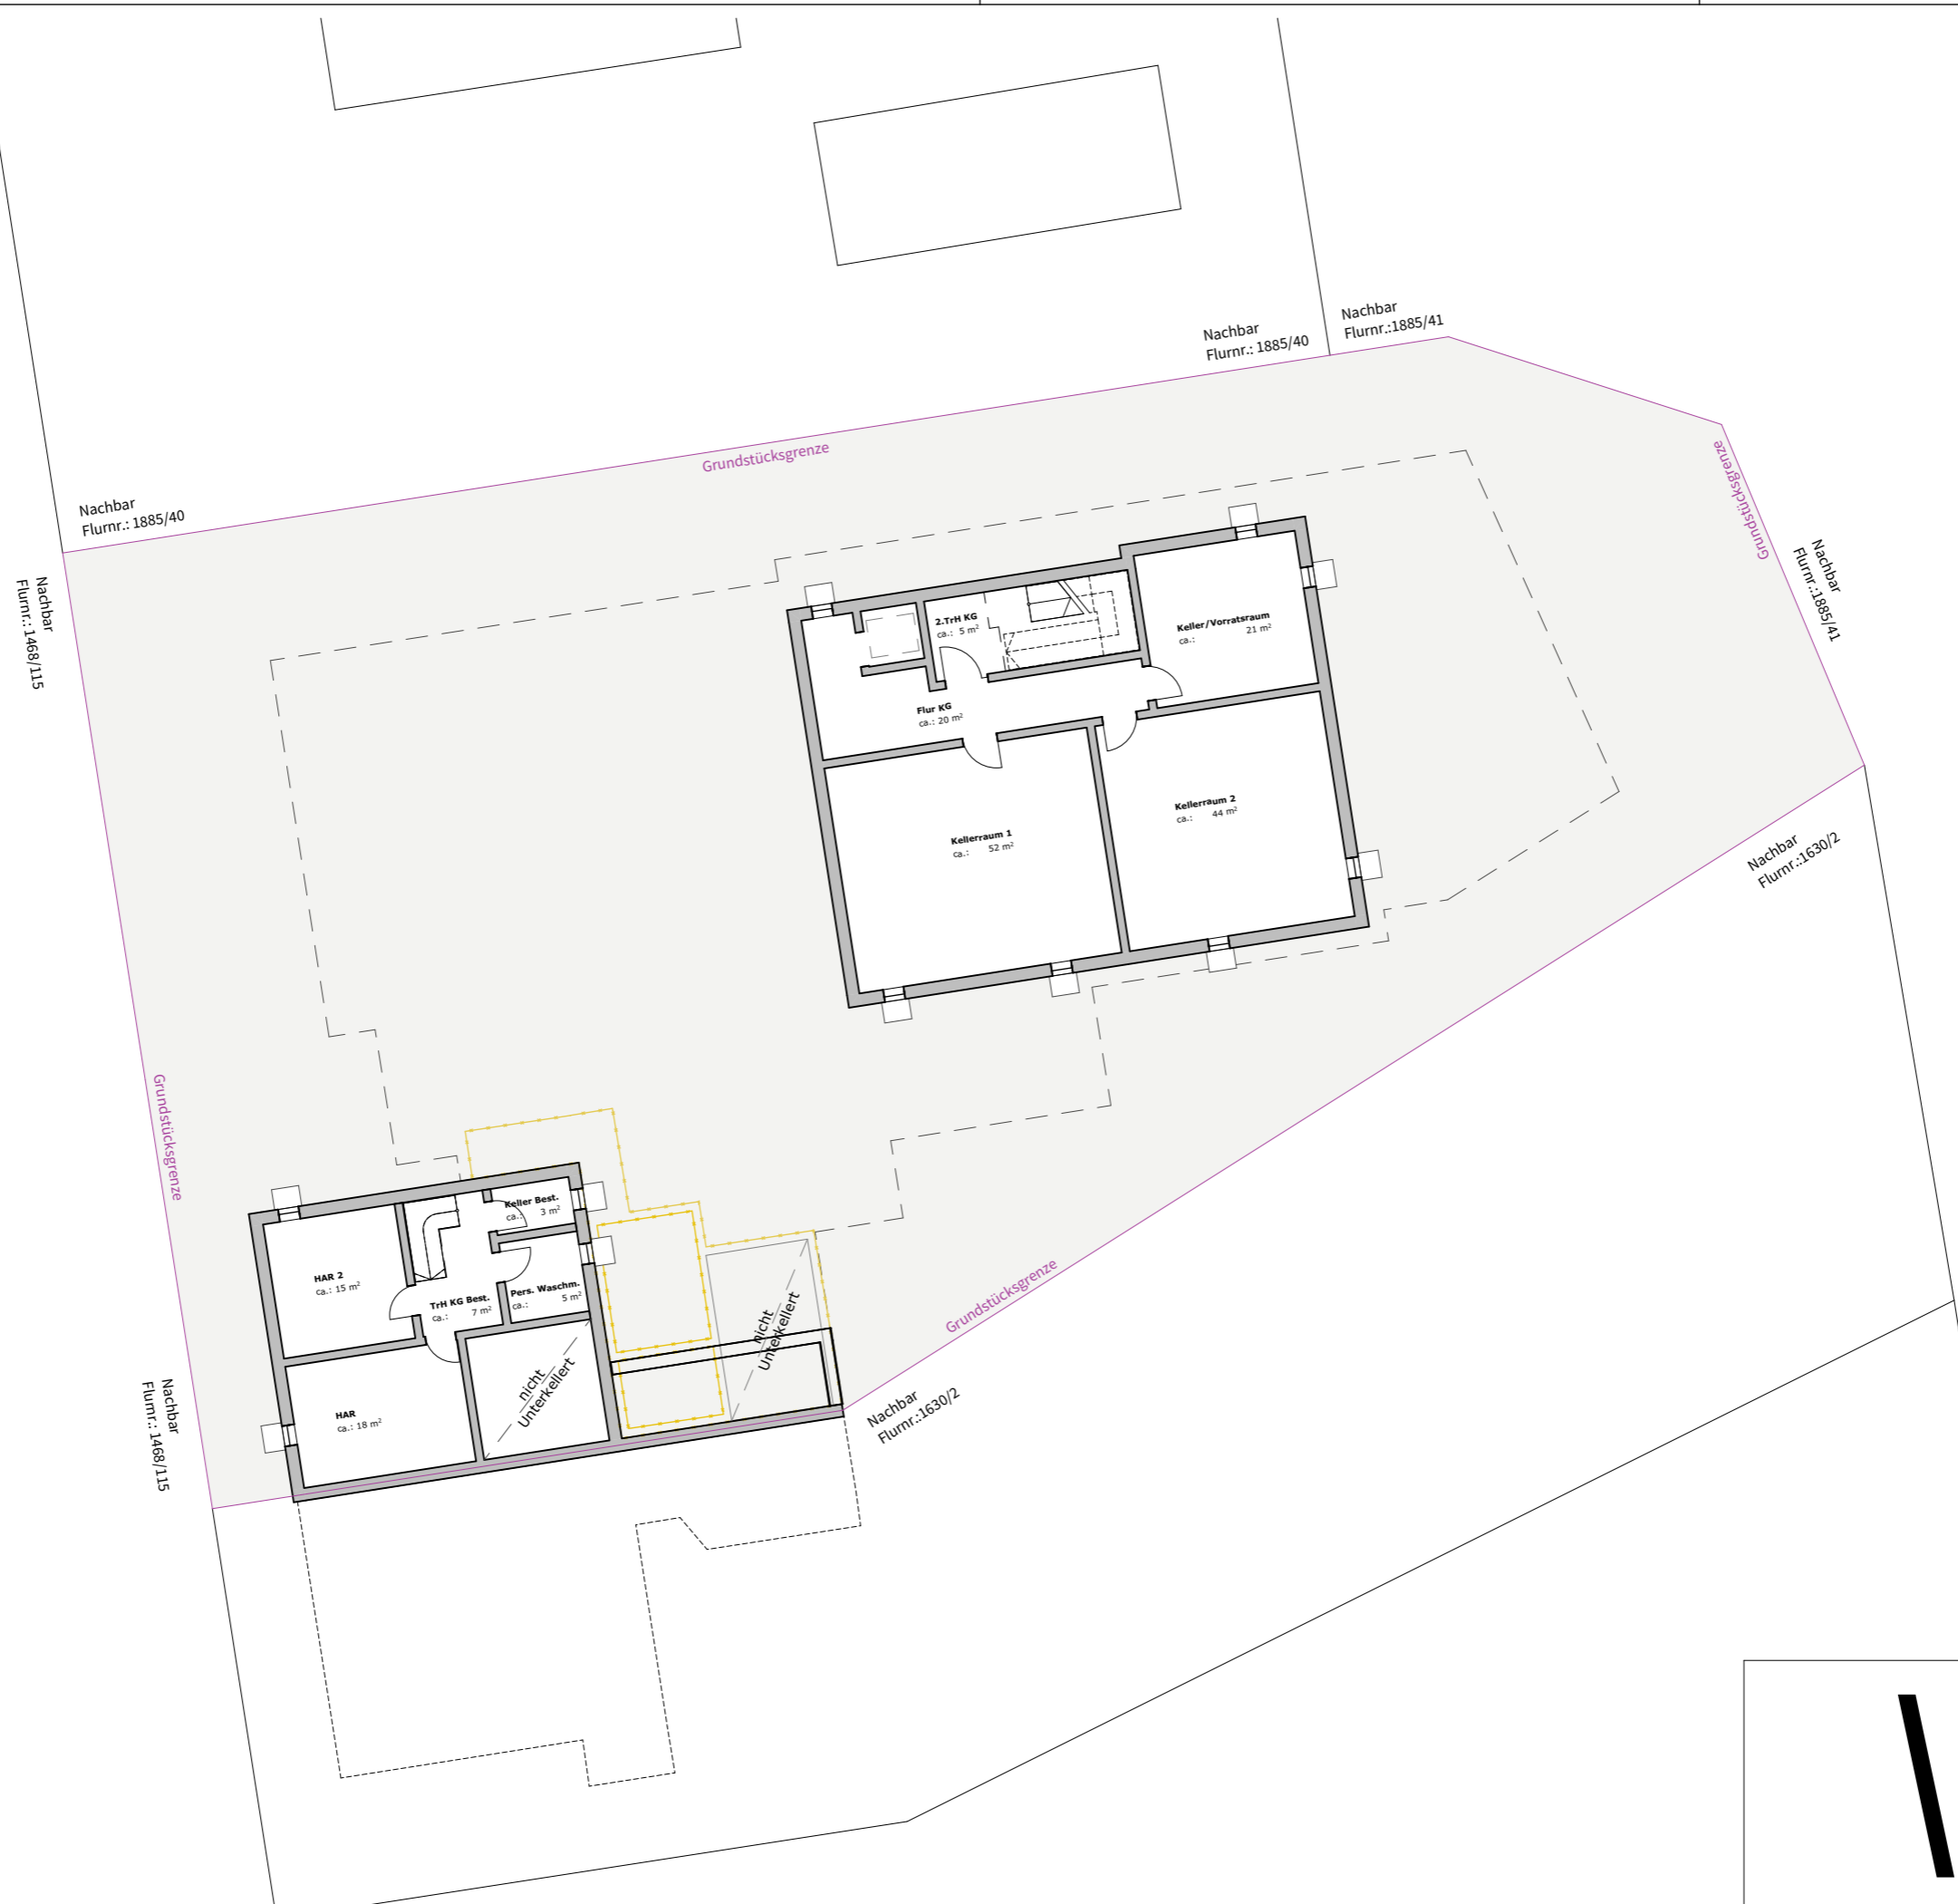 Nachbar
Flurnr.:1885/41
Nachbar
Flurnr.: 1885/40
Grundstücksgrenze
Grundstücksgrenze
Nachbar
Flurnr.: 1885/40
Nachbar
Flurnr.:1885/41
Nachbar
Flurnr.: 1468/115
2.TrH KG
ca.: 5 m²
Keller/Vorratsraum
ca.: 21 m²
Flur KG
ca.: 20 m²
Kellerraum 2
ca.: 44 m²
Kellerraum 1
ca.: 52 m²
Nachbar
Flurnr.:1630/2
Grundstücksgrenze
Keller Best.
ca.: 3 m²
HAR 2
ca.: 15 m²
Pers. Waschm.
ca.: 5 m²
TrH KG Best.
ca.: 7 m²
nicht
Unterkellert
Grundstücksgrenze
nicht
Unterkellert
HAR
ca.: 18 m²
Nachbar
Flurnr.:1630/2
Nachbar
Flurnr.: 1468/115